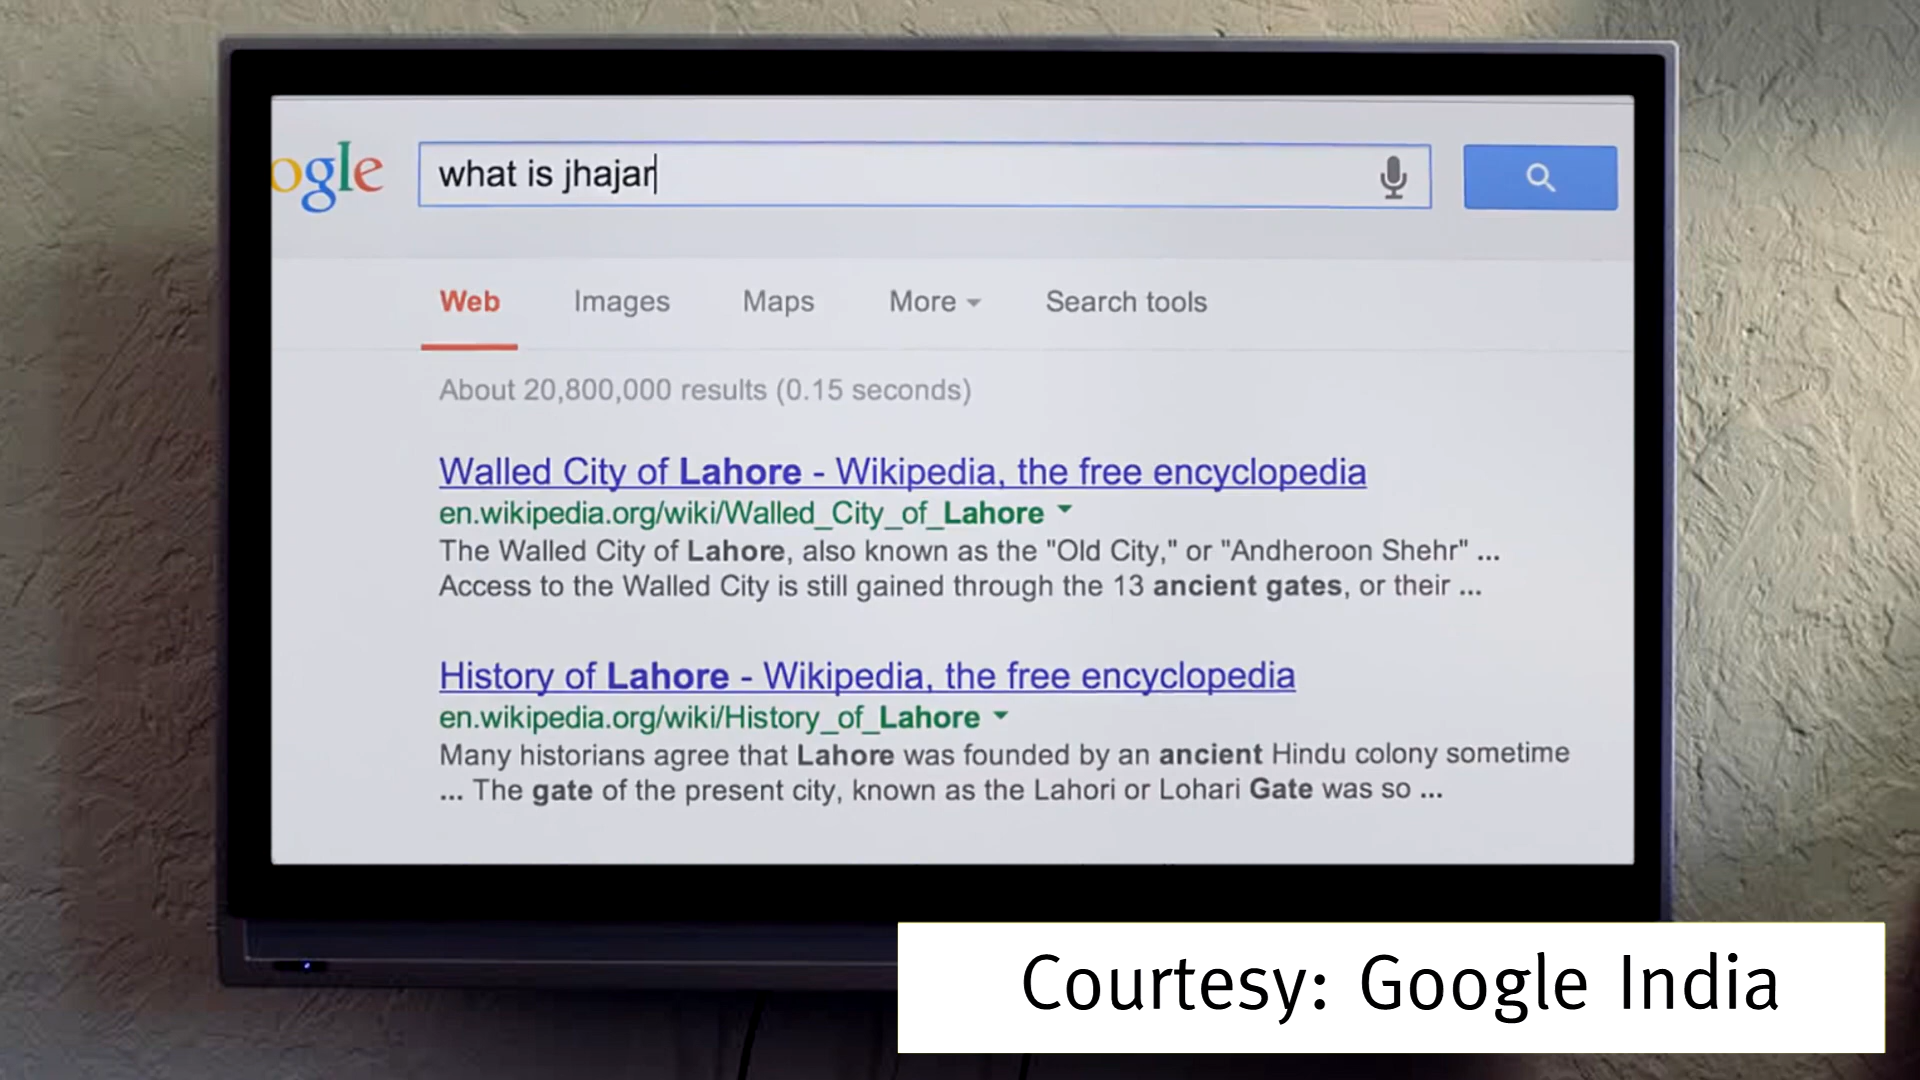 ogle
what is jhajar
Web Images Maps More Search tools
About 20,800,000 results (0.15 seconds)
Walled City of Lahore - Wikipedia, the free encyclopedia
en.wikipedia.org/wiki/Walled_City_of_Lahore
The Walled City of Lahore, also known as the "Old City," or "Andheroon Shehr" ...
Access to the Walled City is still gained through the 13 ancient gates, or their ...
History of Lahore - Wikipedia, the free encyclopedia
en.wikipedia.org/wiki/History_of_Lahore
Many historians agree that Lahore was founded by an ancient Hindu colony sometime
... The gate of the present city, known as the Lahori or Lohari Gate was so ...
Courtesy: Google India